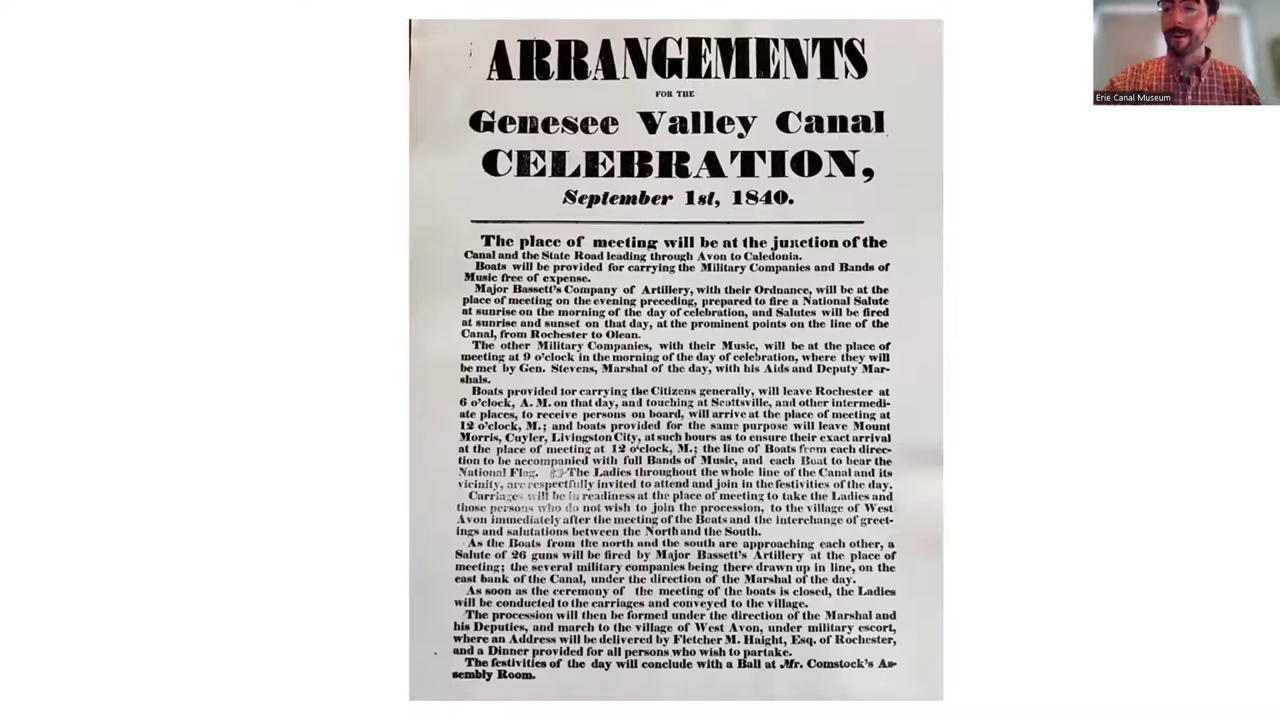 ARRANGEMENTS
FOR THE
Genesee Valley Canal
CELEBRATION,
September 1st, 1840.
The place of meeting will be at the junction of the
Canal and the State Road leading through Avon to Caledonia.
Boats will be provided for carrying the Military Companies and Bands of
Music free of expense.
Major Bassett's Company of Artillery, with their Ordnance, will be at the
place of meeting on the evening preceding, prepared to fire a National Salute
at sunrise on the morning of the day of celebration, and Salutes will be fired
at sunrise and sunset on that day, at the prominent points on the line of the
Canal, from Rochester to Olean.
The other Military Companies, with their Music, will be at the place of
meeting at 9 o'clock in the morning of the day of celebration, where they will
be met by Gen. Stevens, Marshal of the day, with his Aids and Deputy Mar-
shals.
Boats provided for carrying the Citizens generally, will leave Rochester at
6 o'clock, A. M. on that day, and touching at Scottsville, and other intermedi-
ate places, to receive persons on board, will arrive at the place of meeting at
12 o'clock, M.; and boats provided for the same purpose will leave Mount
Morris, Cuyler, Livingston City, at such hours as to ensure their exact arrival
at the place of meeting at 12 o'clock, M.; the line of Boats from each direc-
tion to be accompanied with full Bands of Music, and each Boat to bear the
National Flag. ☞The Ladies throughout the whole line of the Canal and its
vicinity, are respectfully invited to attend and join in the festivities of the day.
Carriages will be in readiness at the place of meeting to take the Ladies and
those persons who do not wish to join the procession, to the village of West
Avon immediately after the meeting of the Boats and the interchange of greet-
ings and salutations between the North and the South.
As the Boats from the north and the south are approaching each other, a
Salute of 26 guns will be fired by Major Bassett's Artillery at the place of
meeting; the several military companies being there drawn up in line, on the
east bank of the Canal, under the direction of the Marshal of the day.
As soon as the ceremony of the meeting of the boats is closed, the Ladies
will be conducted to the carriages and conveyed to the village.
The procession will then be formed under the direction of the Marshal and
his Deputies, and march to the village of West Avon, under military escort,
where an Address will be delivered by Fletcher M. Haight, Esq. of Rochester,
and a Dinner provided for all persons who wish to partake.
The festivities of the day will conclude with a Ball at Mr. Comstock's As-
sembly Room.
Erie Canal Museum